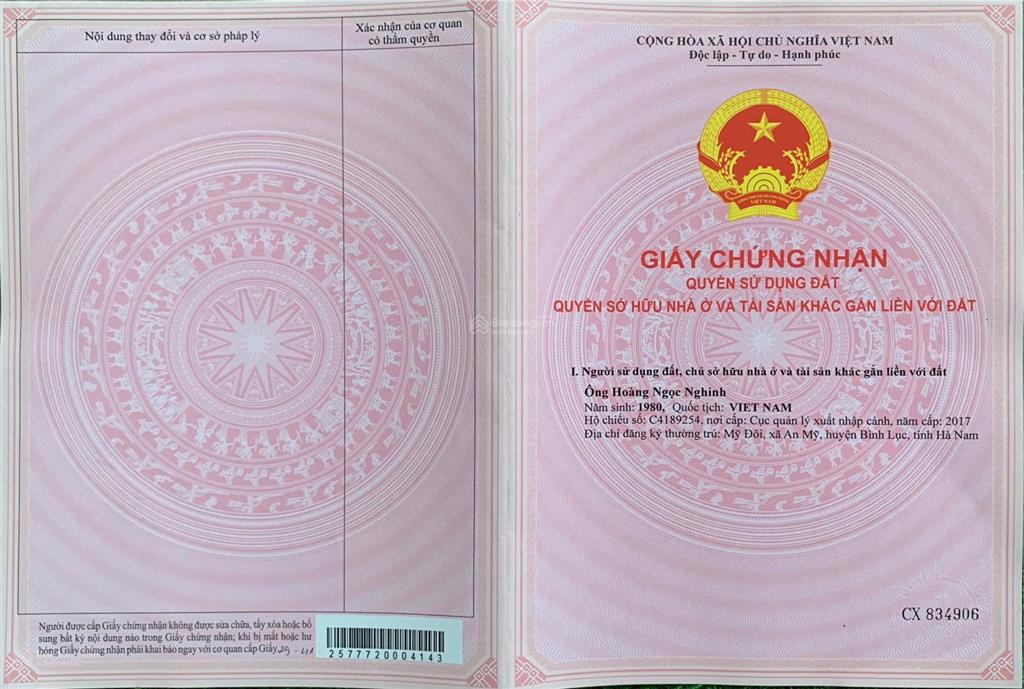 Nội dung thay đổi và cơ sở pháp lý
Xác nhận của cơ quan
có thẩm quyền
Người được cấp Giấy chứng nhận không được sửa chữa, tẩy xóa hoặc bổ
sung bất kỳ nội dung nào trong Giấy chứng nhận; khi bị mất hoặc hư
hỏng Giấy chứng nhận phải khai báo ngay với cơ quan cấp Giấy.
2577720004143
CỘNG HÒA XÃ HỘI CHỦ NGHĨA VIỆT NAM
Độc lập - Tự do - Hạnh phúc
VIỆT NAM
GIẤY CHỨNG NHẬN
QUYỀN SỬ DỤNG ĐẤT
QUYỀN SỞ HỮU NHÀ Ở VÀ TÀI SẢN KHÁC GẮN LIỀN VỚI ĐẤT
I. Người sử dụng đất, chủ sở hữu nhà ở và tài sản khác gắn liền với đất
Ông Hoàng Ngọc Nghinh
Năm sinh: 1980, Quốc tịch: VIET NAM
Hộ chiếu số: C4189254, nơi cấp: Cục quản lý xuất nhập cảnh, năm cấp: 2017
Địa chỉ đăng ký thường trú: Mỹ Đôi, xã An Mỹ, huyện Bình Lục, tỉnh Hà Nam
CX 834906